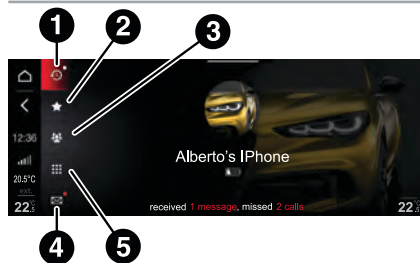 1
2
3
12:36
20.5°C
ext.
22.5
Alberto's IPhone
received 1 message, missed 2 calls
22.5
4
5